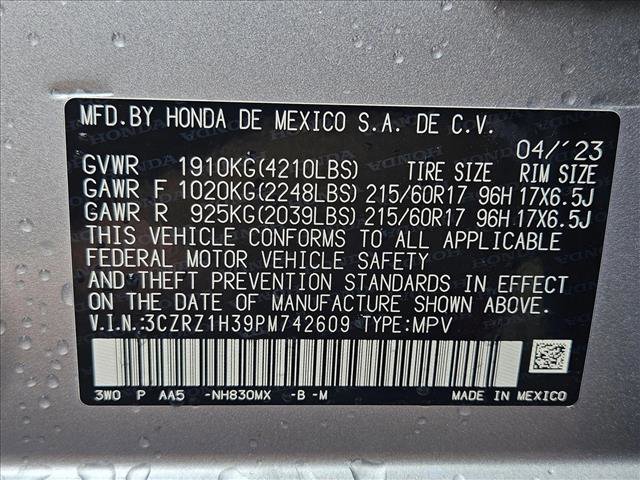 MFD.BY HONDA DE MEXICO S.A. DE C.V.
04/'23
GVWR 1910KG(4210LBS) TIRE SIZE RIM SIZE
GAWR F 1020KG(2248LBS) 215/60R17 96H 17X6.5J
GAWR R 925KG(2039LBS) 215/60R17 96H 17X6.5J
THIS VEHICLE CONFORMS TO ALL APPLICABLE
FEDERAL MOTOR VEHICLE SAFETY
AND THEFT PREVENTION STANDARDS IN EFFECT
ON THE DATE OF MANUFACTURE SHOWN ABOVE.
V.I.N.:3CZRZ1H39PM742609 TYPE:MPV
3W0 P AA5 -NH830MX -B -M MADE IN MEXICO